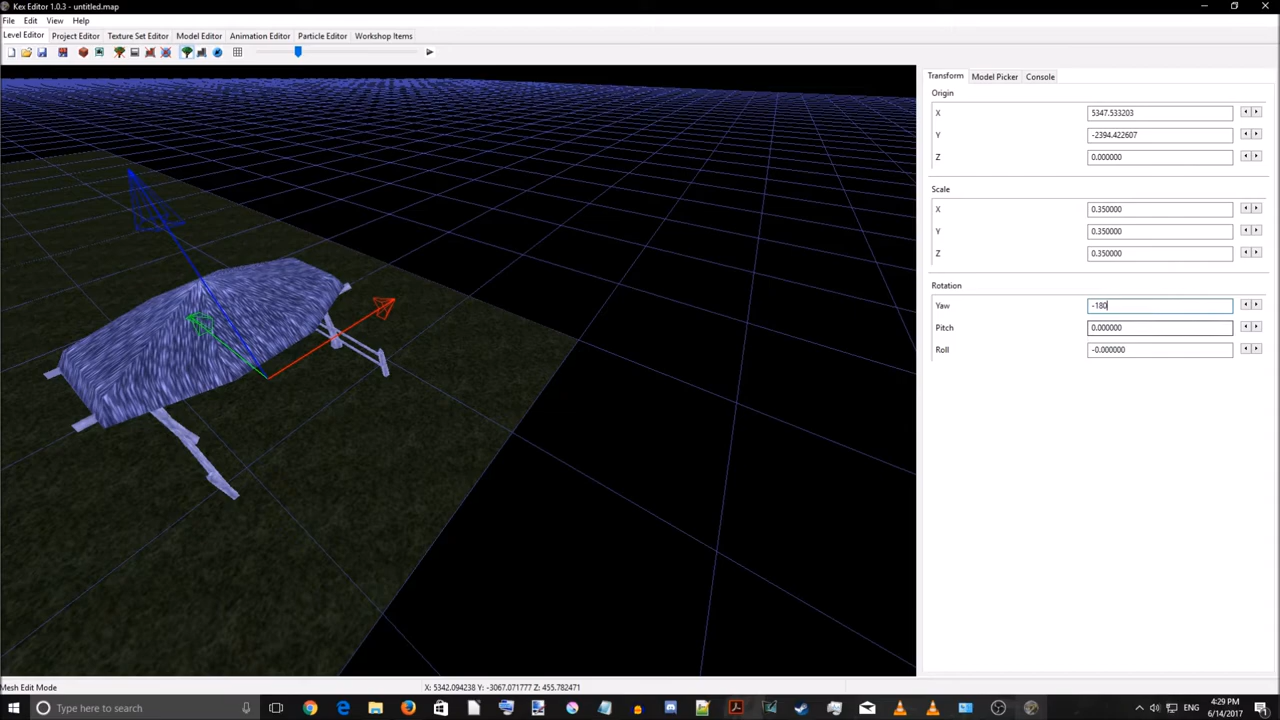 Kex Editor 1.0.3 - untitled.map
File Edit View Help
Level Editor Project Editor Texture Set Editor Model Editor Animation Editor Particle Editor Workshop Items
Transform Model Picker Console
Origin
X 5347.533203
Y -2394.422607
Z 0.000000
Scale
X 0.350000
Y 0.350000
Z 0.350000
Rotation
Yaw -180
Pitch 0.000000
Roll -0.000000
Mesh Edit Mode X: 5342.094238 Y: -3067.071777 Z: 455.782471
Type here to search ENG 4:29 PM
6/14/2017